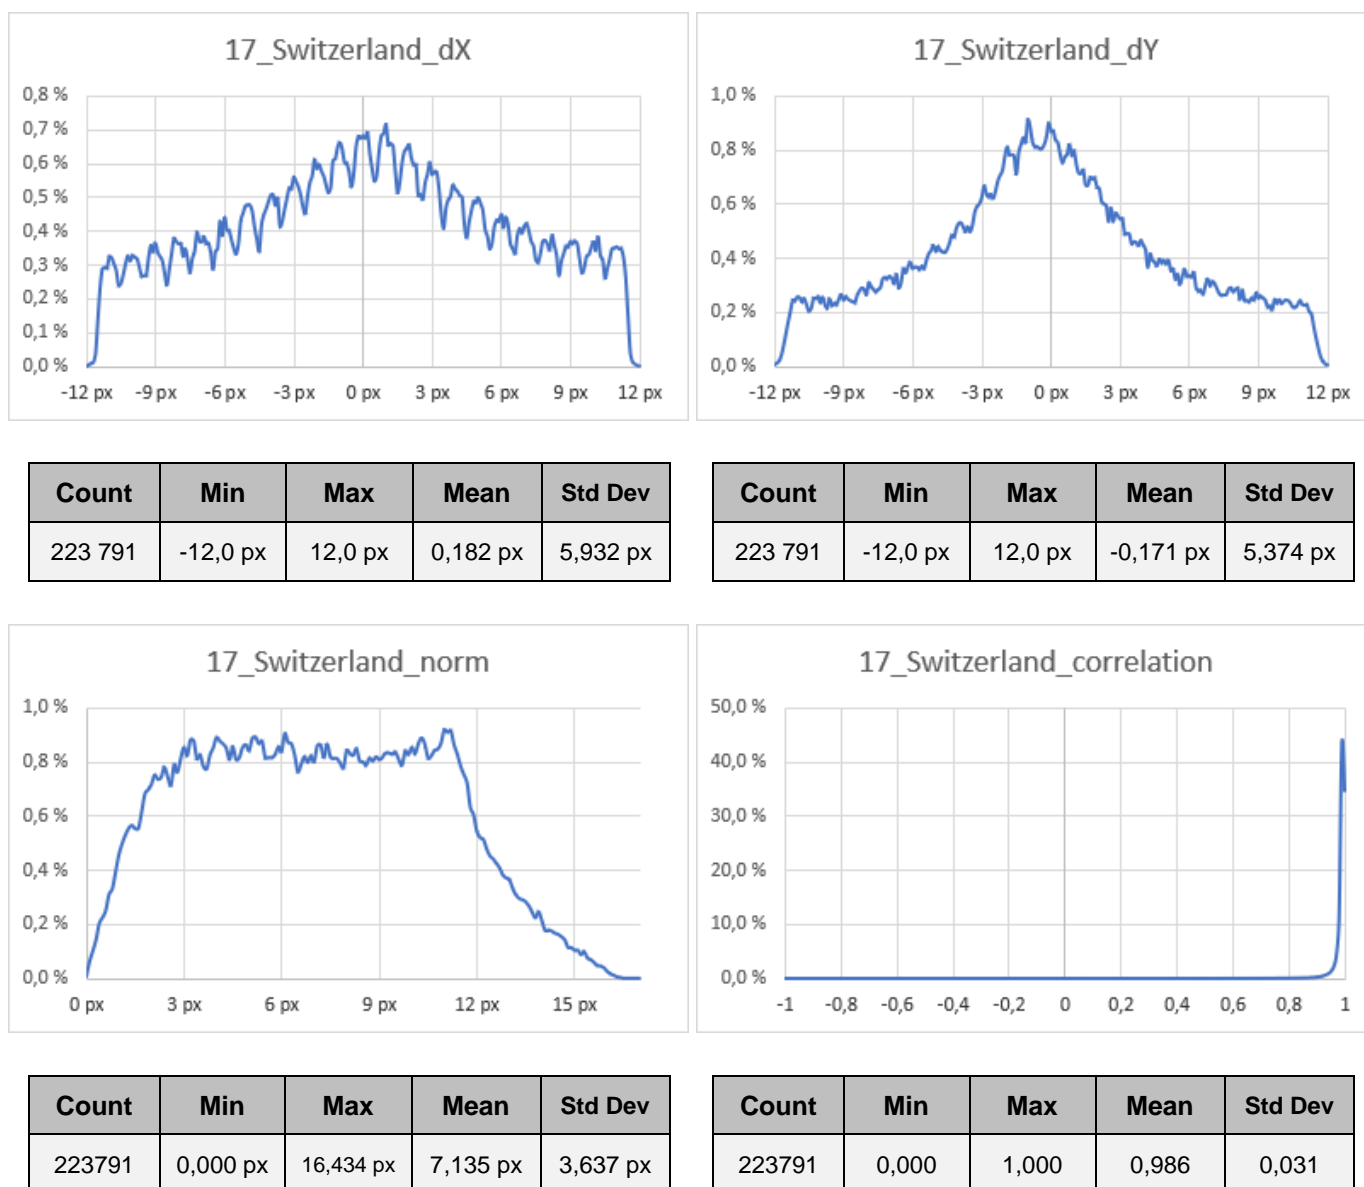 17_Switzerland_dX
0,8 %
0,7 %
0,6 %
0,5 %
0,4 %
0,3 %
0,2 %
0,1 %
0,0 %
-12 px -9 px -6 px -3 px 0 px 3 px 6 px 9 px 12 px
17_Switzerland_dY
1,0 %
0,8 %
0,6 %
0,4 %
0,2 %
0,0 %
-12 px -9 px -6 px -3 px 0 px 3 px 6 px 9 px 12 px
Count Min Max Mean Std Dev
223 791 -12,0 px 12,0 px 0,182 px 5,932 px
Count Min Max Mean Std Dev
223 791 -12,0 px 12,0 px -0,171 px 5,374 px
17_Switzerland_norm
1,0 %
0,8 %
0,6 %
0,4 %
0,2 %
0,0 %
0 px 3 px 6 px 9 px 12 px 15 px
17_Switzerland_correlation
50,0 %
40,0 %
30,0 %
20,0 %
10,0 %
0,0 %
-1 -0,8 -0,6 -0,4 -0,2 0 0,2 0,4 0,6 0,8 1
Count Min Max Mean Std Dev
223791 0,000 px 16,434 px 7,135 px 3,637 px
Count Min Max Mean Std Dev
223791 0,000 1,000 0,986 0,031